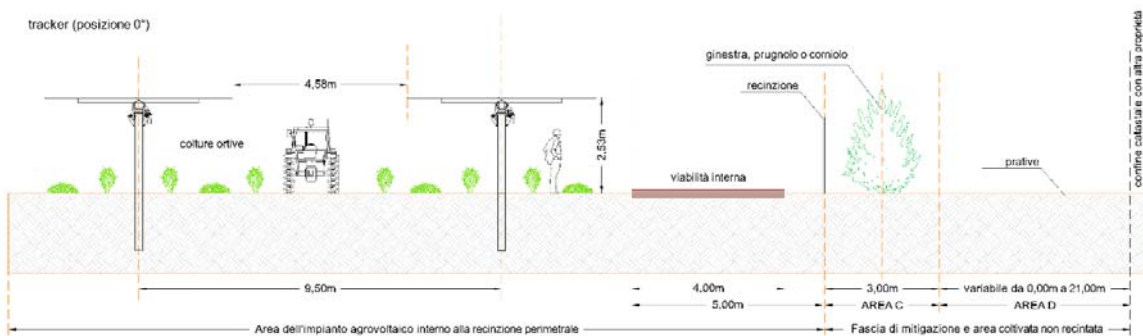 tracker (posizione 0°)
ginestra, prugnolo o corniolo
recinzione
4,58m
colture ortive
2,53m
viabilità interna
prative
confine catastale con altra proprietà
9,50m
4,00m
3,00m
variabile da 0,00m a 21,00m
5,00m
AREA C
AREA D
Area dell'impianto agrovoltaico interno alla recinzione perimetrale
Fascia di mitigazione e area coltivata non recintata